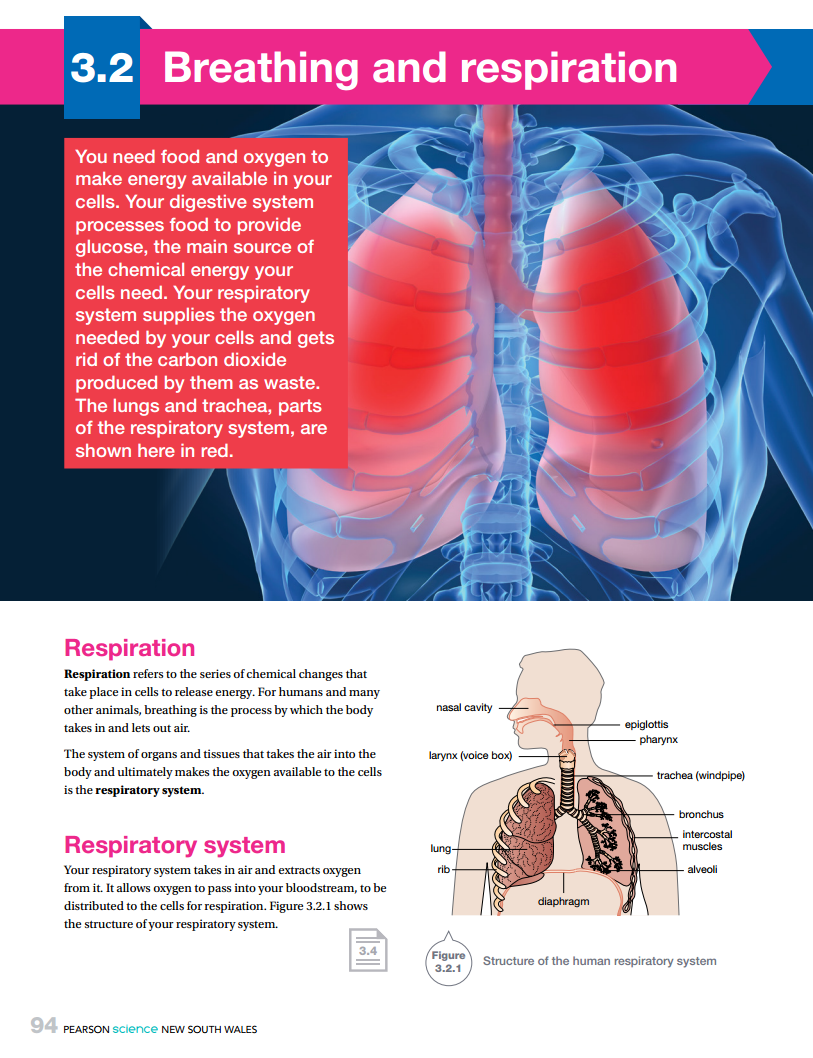 3.2 Breathing and respiration
You need food and oxygen to
make energy available in your
cells. Your digestive system
processes food to provide
glucose, the main source of
the chemical energy your
cells need. Your respiratory
system supplies the oxygen
needed by your cells and gets
rid of the carbon dioxide
produced by them as waste.
The lungs and trachea, parts
of the respiratory system, are
shown here in red.
Respiration
Respiration refers to the series of chemical changes that
take place in cells to release energy. For humans and many
other animals, breathing is the process by which the body
takes in and lets out air.
The system of organs and tissues that takes the air into the
body and ultimately makes the oxygen available to the cells
is the respiratory system.
Respiratory system
Your respiratory system takes in air and extracts oxygen
from it. It allows oxygen to pass into your bloodstream, to be
distributed to the cells for respiration. Figure 3.2.1 shows
the structure of your respiratory system.
3.4
nasal cavity
epiglottis
pharynx
larynx (voice box)
trachea (windpipe)
bronchus
intercostal
muscles
lung
rib
alveoli
diaphragm
Figure
3.2.1
Structure of the human respiratory system
94 PEARSON science NEW SOUTH WALES